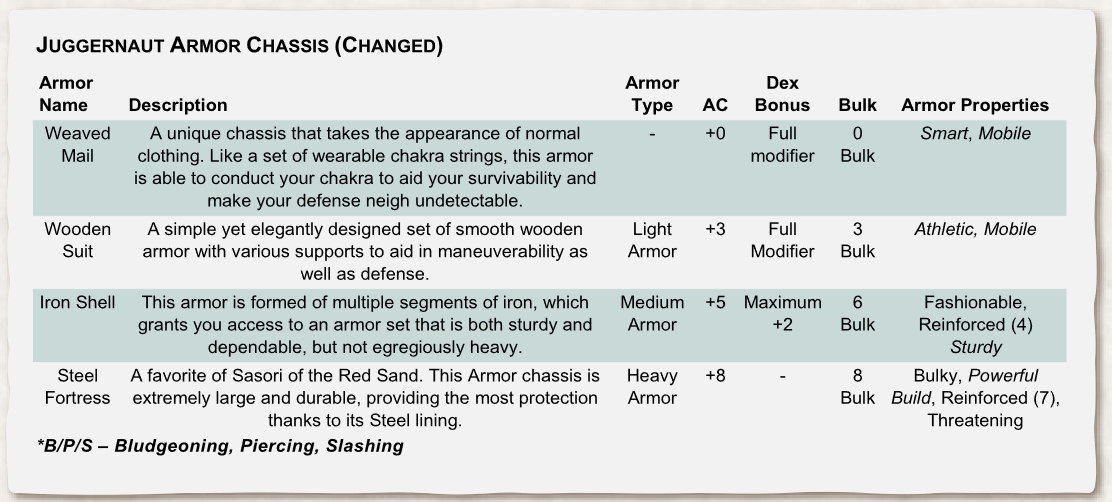 JUGGERNAUT ARMOR CHASSIS (CHANGED)
Armor Name Description Armor Type AC Dex Bonus Bulk Armor Properties
Weaved Mail A unique chassis that takes the appearance of normal clothing. Like a set of wearable chakra strings, this armor is able to conduct your chakra to aid your survivability and make your defense neigh undetectable. - +0 Full modifier 0 Bulk Smart, Mobile
Wooden Suit A simple yet elegantly designed set of smooth wooden armor with various supports to aid in maneuverability as well as defense. Light Armor +3 Full Modifier 3 Bulk Athletic, Mobile
Iron Shell This armor is formed of multiple segments of iron, which grants you access to an armor set that is both sturdy and dependable, but not egregiously heavy. Medium Armor +5 Maximum +2 6 Bulk Fashionable, Reinforced (4) Sturdy
Steel Fortress A favorite of Sasori of the Red Sand. This Armor chassis is extremely large and durable, providing the most protection thanks to its Steel lining. Heavy Armor +8 - 8 Bulk Bulky, Powerful Build, Reinforced (7), Threatening
*B/P/S – Bludgeoning, Piercing, Slashing